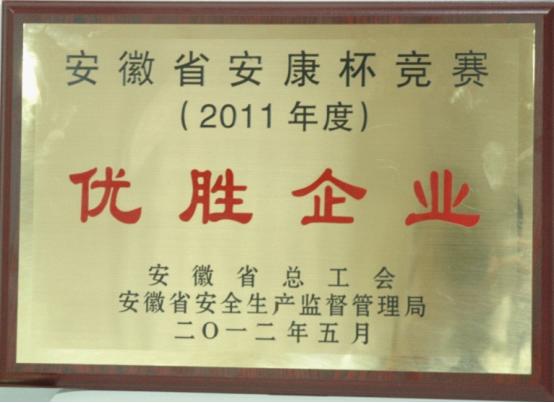 安徽省安康杯竞赛
（2011年度）
优胜企业
安徽省总工会
安徽省安全生产监督管理局
二〇一二年五月